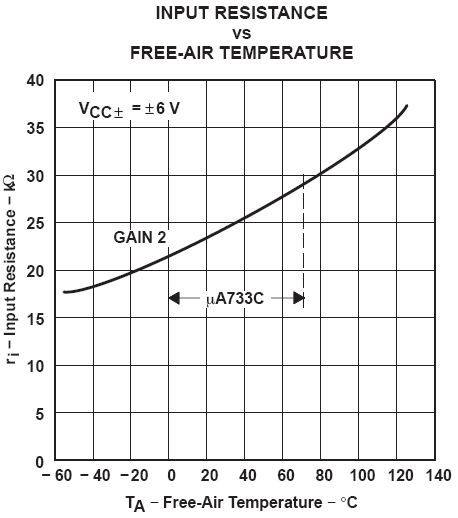 INPUT RESISTANCE
vs
FREE-AIR TEMPERATURE
40
VCC± = ±6 V
35
30
25
GAIN 2
20
µA733C
15
10
5
0
– 60 – 40 –20 0 20 40 60 80 100 120 140
TA – Free-Air Temperature – °C
ri – Input Resistance – kΩ